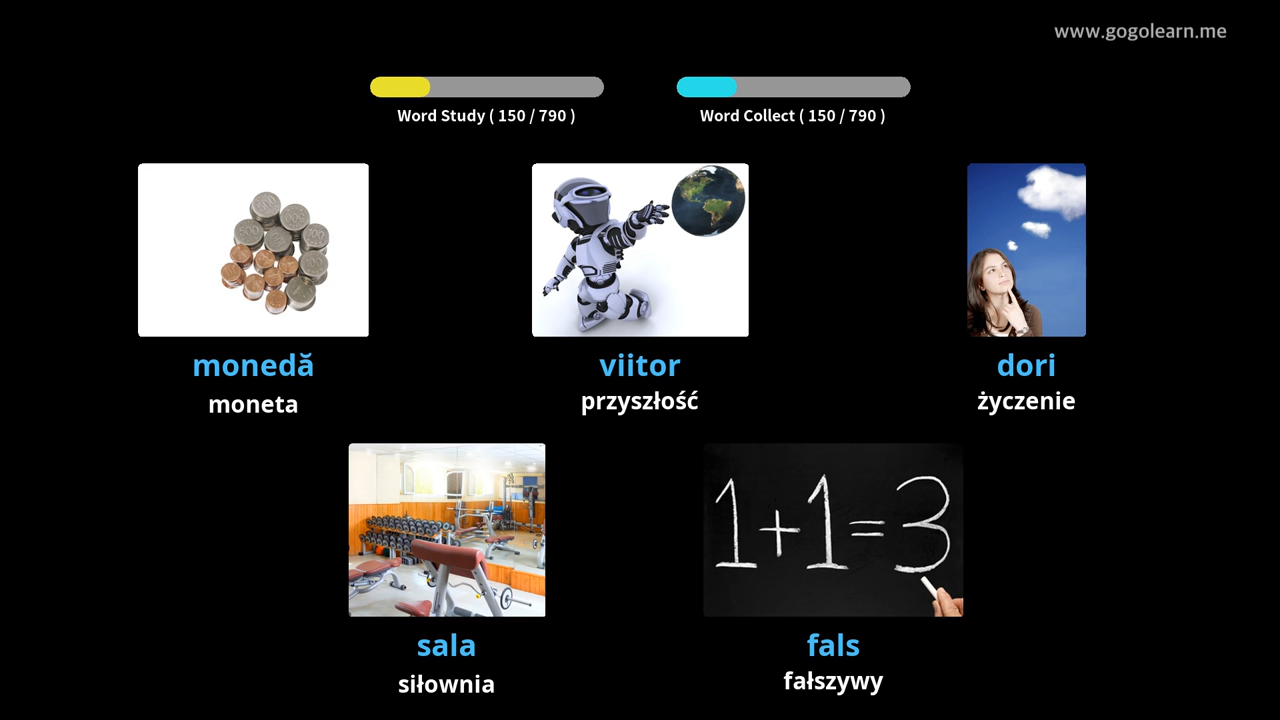 www.gogolearn.me
Word Study ( 150 / 790 )
Word Collect ( 150 / 790 )
monedă
moneta
viitor
przyszłość
dori
życzenie
1+1=3
sala
siłownia
fals
fałszywy